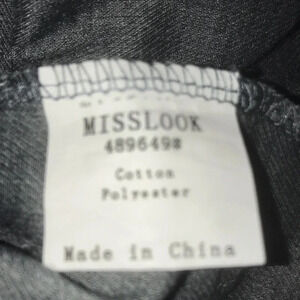 MISSLOOK
489649#
Cotton
Polyester
Made in China